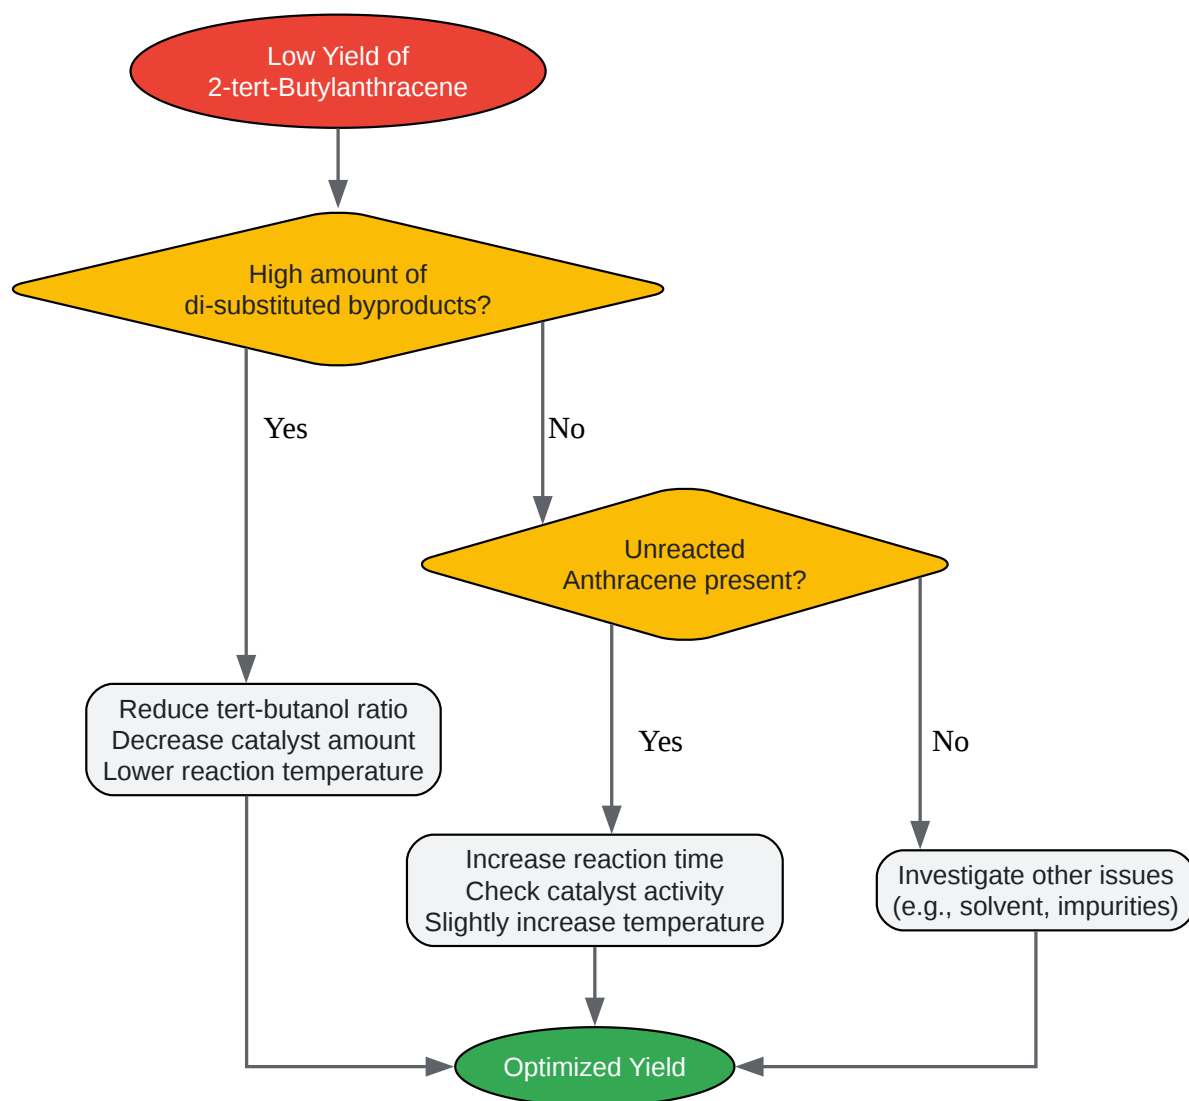 Low Yield of
2-tert-Butylanthracene
High amount of
di-substituted byproducts?
Yes
No
Unreacted
Anthracene present?
Reduce tert-butanol ratio
Decrease catalyst amount
Lower reaction temperature
Yes
No
Increase reaction time
Check catalyst activity
Slightly increase temperature
Investigate other issues
(e.g., solvent, impurities)
Optimized Yield